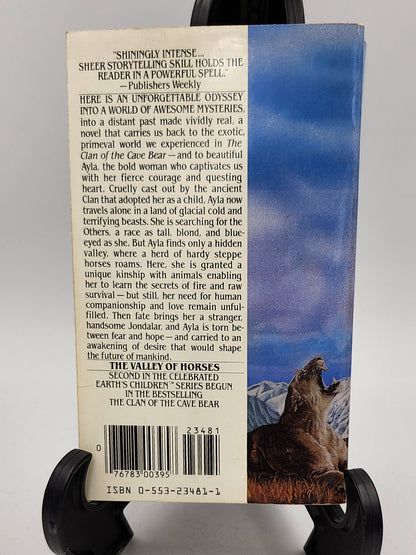 "SHININGLY INTENSE...
SHEER STORYTELLING SKILL HOLDS THE
READER IN A POWERFUL SPELL."
—Publishers Weekly
HERE IS AN UNFORGETTABLE ODYSSEY
INTO A WORLD OF AWESOME MYSTERIES,
into a distant past made vividly real, a
novel that carries us back to the exotic,
primeval world we experienced in The
Clan of the Cave Bear—and to beautiful
Ayla, the bold woman who captivates us
with her fierce courage and questing
heart. Cruelly cast out by the ancient
Clan that adopted her as a child, Ayla now
travels alone in a land of glacial cold and
terrifying beasts. She is searching for the
Others, a race as tall, blond, and blue-
eyed as she. But Ayla finds only a hidden
valley, where a herd of hardy steppe
horses roams. Here, she is granted a
unique kinship with animals enabling
her to learn the secrets of fire and raw
survival—but still, her need for human
companionship and love remain unful-
filled. Then fate brings her a stranger,
handsome Jondalar, and Ayla is torn
between fear and hope—and carried to an
awakening of desire that would shape
the future of mankind.
THE VALLEY OF HORSES
SECOND IN THE CELEBRATED
EARTH'S CHILDREN™ SERIES BEGUN
IN THE BESTSELLING
THE CLAN OF THE CAVE BEAR
23481
0
76783 00395
ISBN 0-553-23481-1